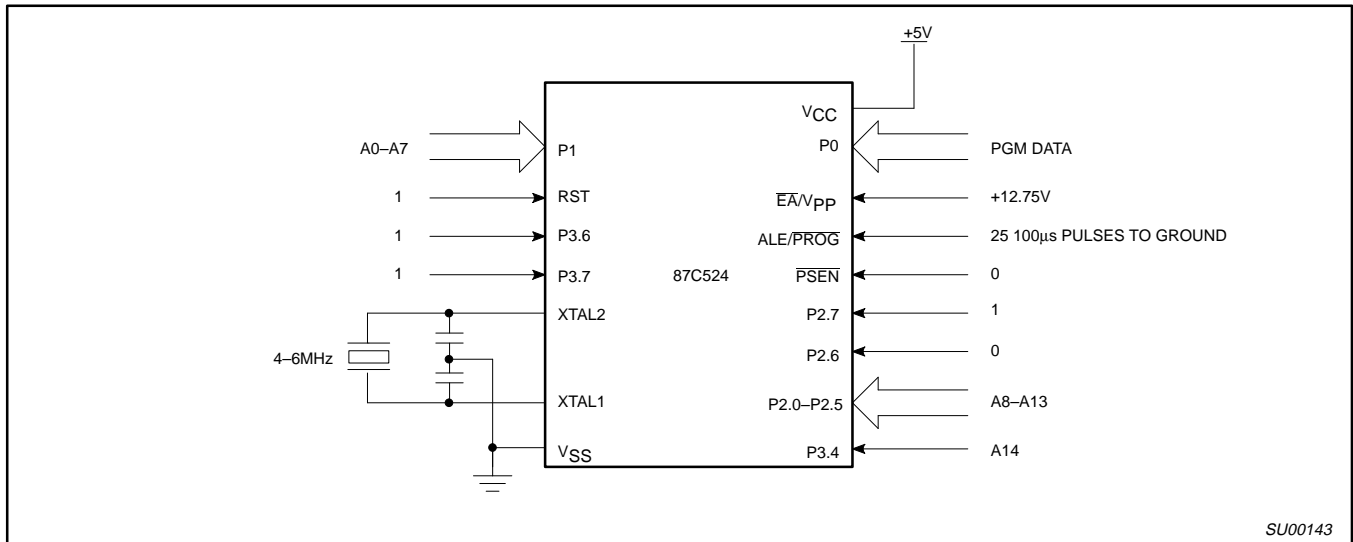 +5V
VCC
A0–A7 P1 P0 PGM DATA
1 RST EA/VPP +12.75V
1 P3.6 ALE/PROG 25 100µs PULSES TO GROUND
1 P3.7 87C524 PSEN 0
XTAL2 P2.7 1
4–6MHz P2.6 0
XTAL1 P2.0–P2.5 A8–A13
VSS P3.4 A14
SU00143